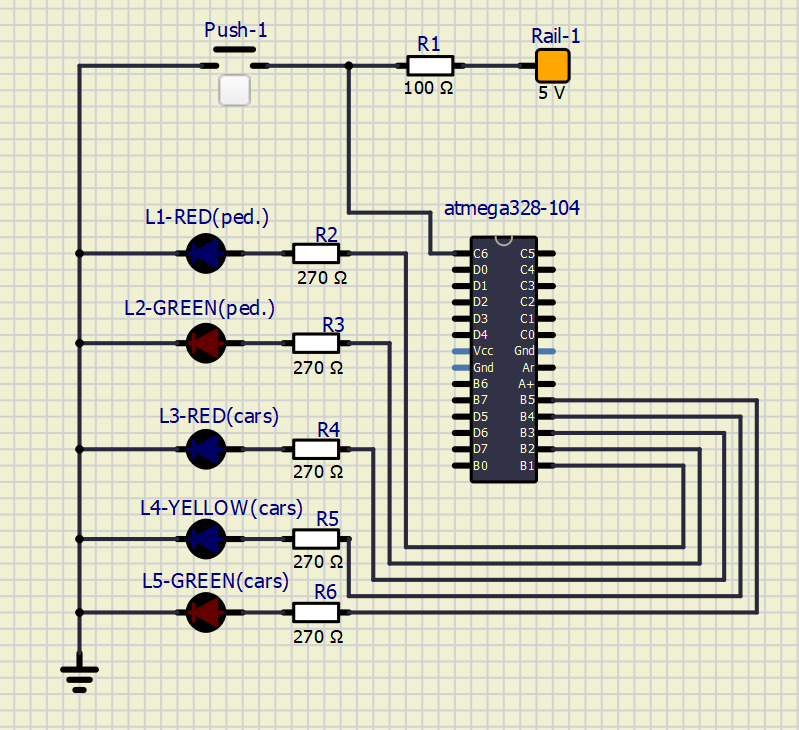 Push-1
R1
Rail-1
100 Ω
5 V
atmega328-104
L1-RED(ped.)
R2
270 Ω
L2-GREEN(ped.)
R3
270 Ω
L3-RED(cars)
R4
270 Ω
L4-YELLOW(cars)
R5
270 Ω
L5-GREEN(cars)
R6
270 Ω
C6 C5
D0 C4
D1 C3
D2 C2
D3 C1
D4 C0
Vcc Gnd
Gnd Ar
B6 A+
B7 B5
D5 B4
D6 B3
D7 B2
B0 B1